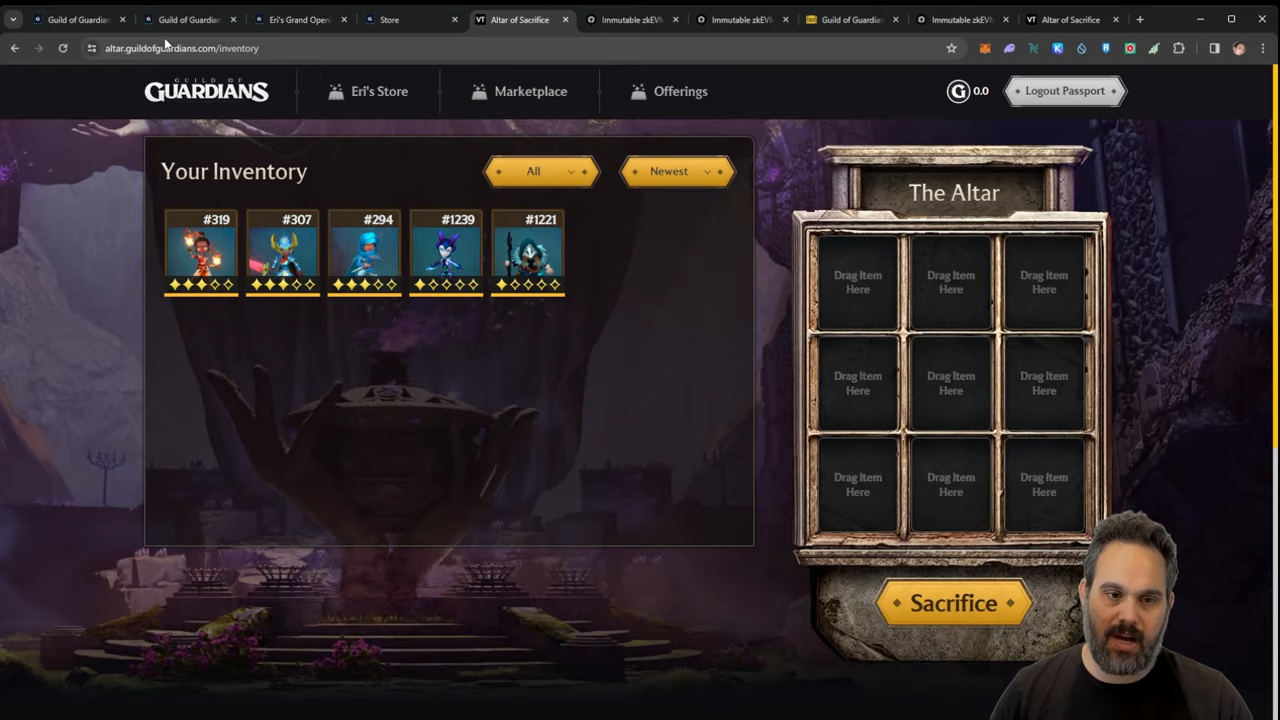 Guild of Guardian
Guild of Guardian
Eri's Grand Open
Store
Altar of Sacrifice
Immutable zkEVM
Immutable zkEVM
Guild of Guardian
Immutable zkEVM
Altar of Sacrifice
altar.guildofguardians.com/inventory
GUILD OF
GUARDIANS
Eri's Store
Marketplace
Offerings
0.0
Logout Passport
Your Inventory
All
Newest
The Altar
#319
#307
#294
#1239
#1221
Drag Item
Here
Drag Item
Here
Drag Item
Here
Drag Item
Here
Drag Item
Here
Drag Item
Here
Drag Item
Here
Drag Item
Here
Drag Item
Here
Sacrifice